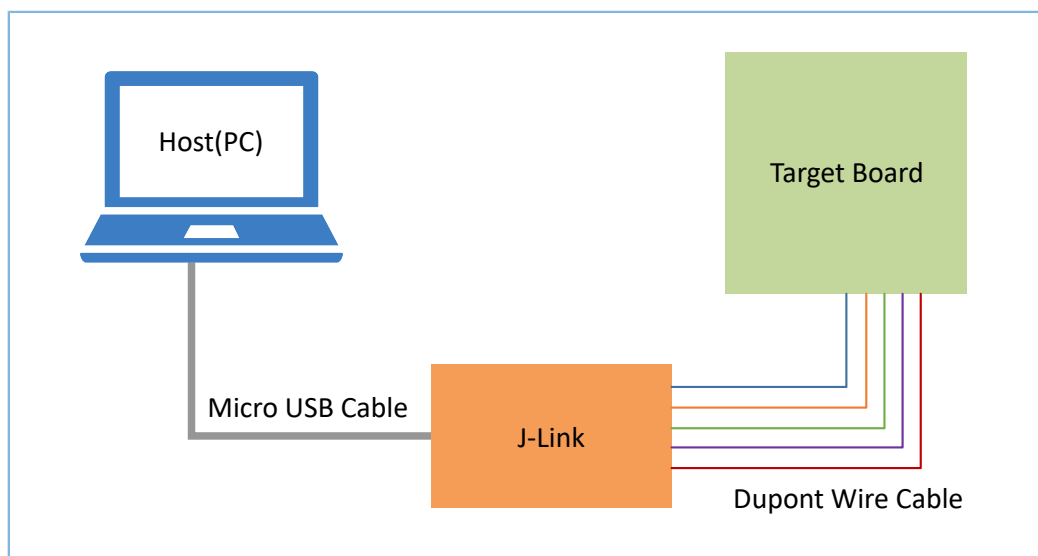 Host(PC)
Target Board
Micro USB Cable
J-Link
Dupont Wire Cable